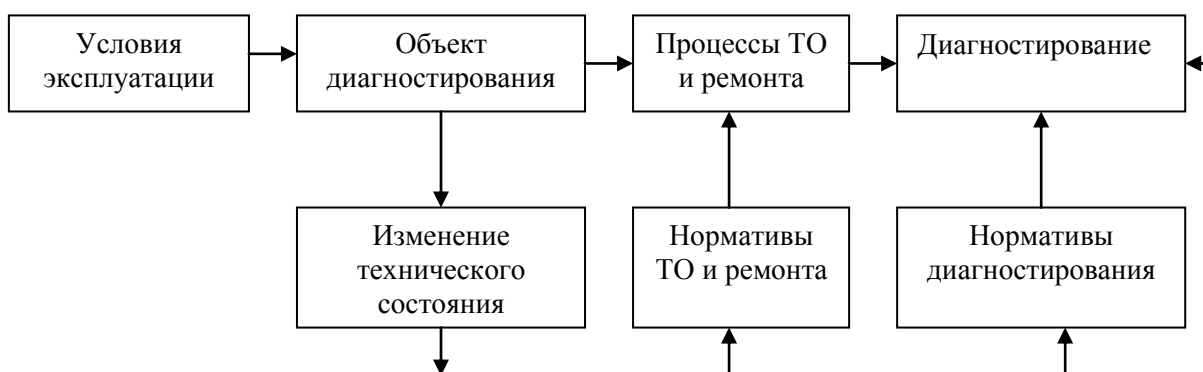 Условия
эксплуатации
Объект
диагностирования
Процессы ТО
и ремонта
Диагностирование
Изменение
технического
состояния
Нормативы
ТО и ремонта
Нормативы
диагностирования